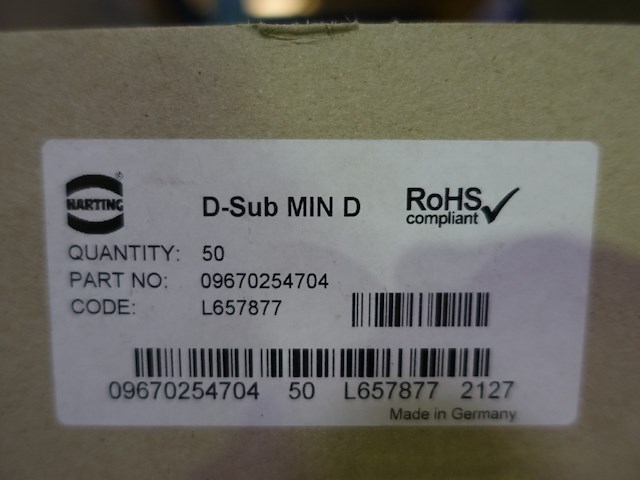 HARTING®
D-Sub MIN D
RoHS
compliant
QUANTITY: 50
PART NO: 09670254704
CODE: L657877
09670254704 50 L657877 2127
Made in Germany